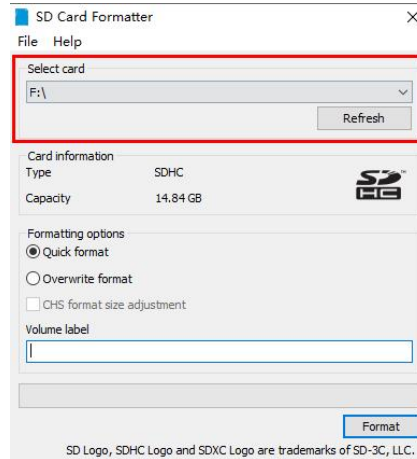 SD Card Formatter
File Help
Select card
F:\
Refresh
Card information
Type SDHC
Capacity 14.84 GB
SD HC
Formatting options
Quick format
Overwrite format
CHS format size adjustment
Volume label
Format
SD Logo, SDHC Logo and SDXC Logo are trademarks of SD-3C, LLC.